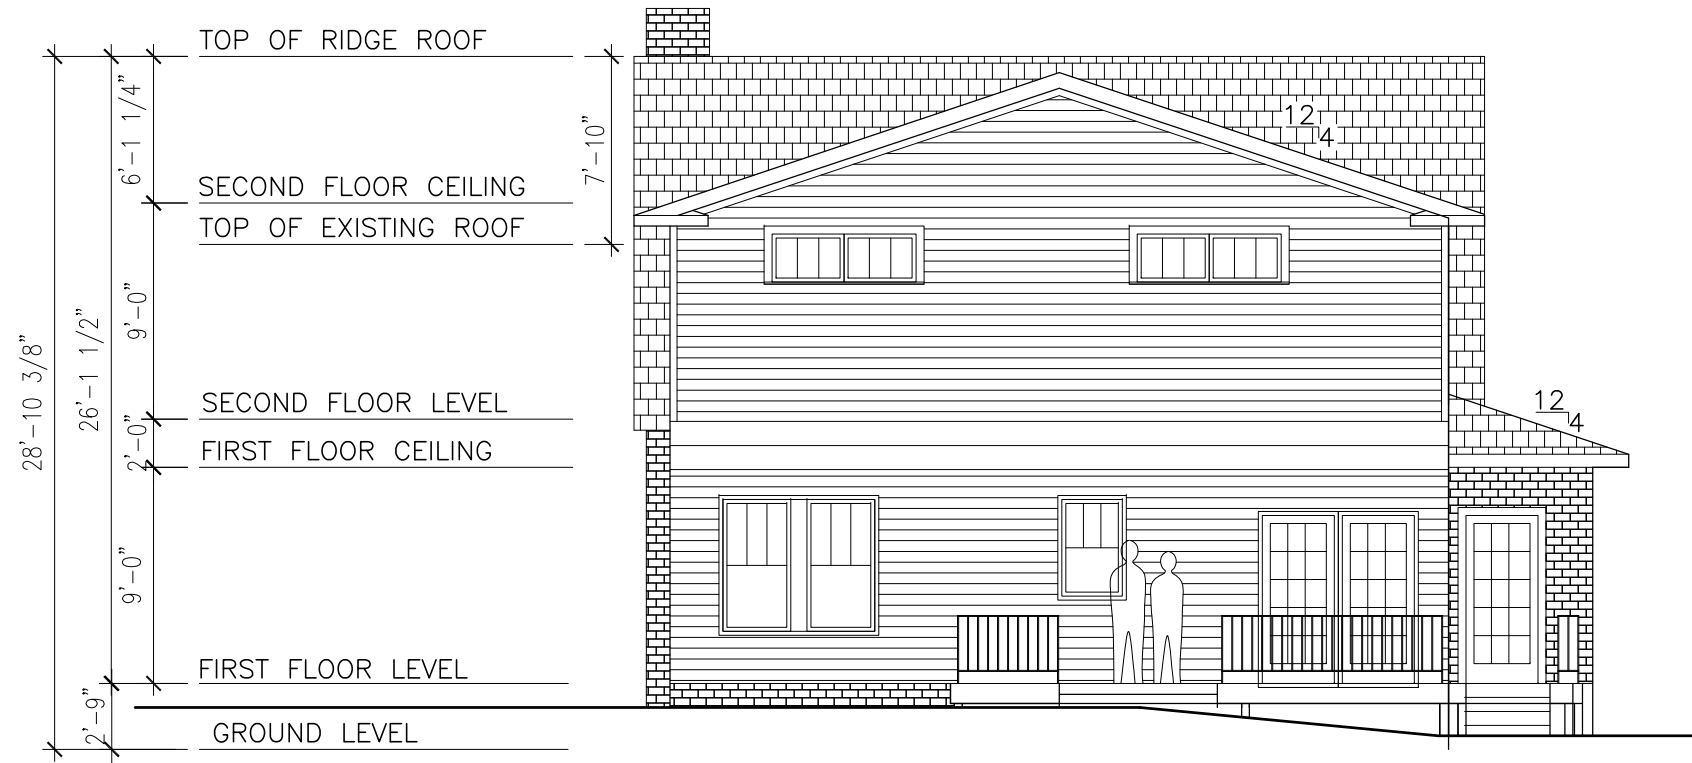 TOP OF RIDGE ROOF
6'-1 1/4"
SECOND FLOOR CEILING
TOP OF EXISTING ROOF
7'-10"
12
4
9'-0"
28'-10 3/8"
26'-1 1/2"
SECOND FLOOR LEVEL
2'-0"
FIRST FLOOR CEILING
12
4
9'-0"
FIRST FLOOR LEVEL
2'-9"
GROUND LEVEL